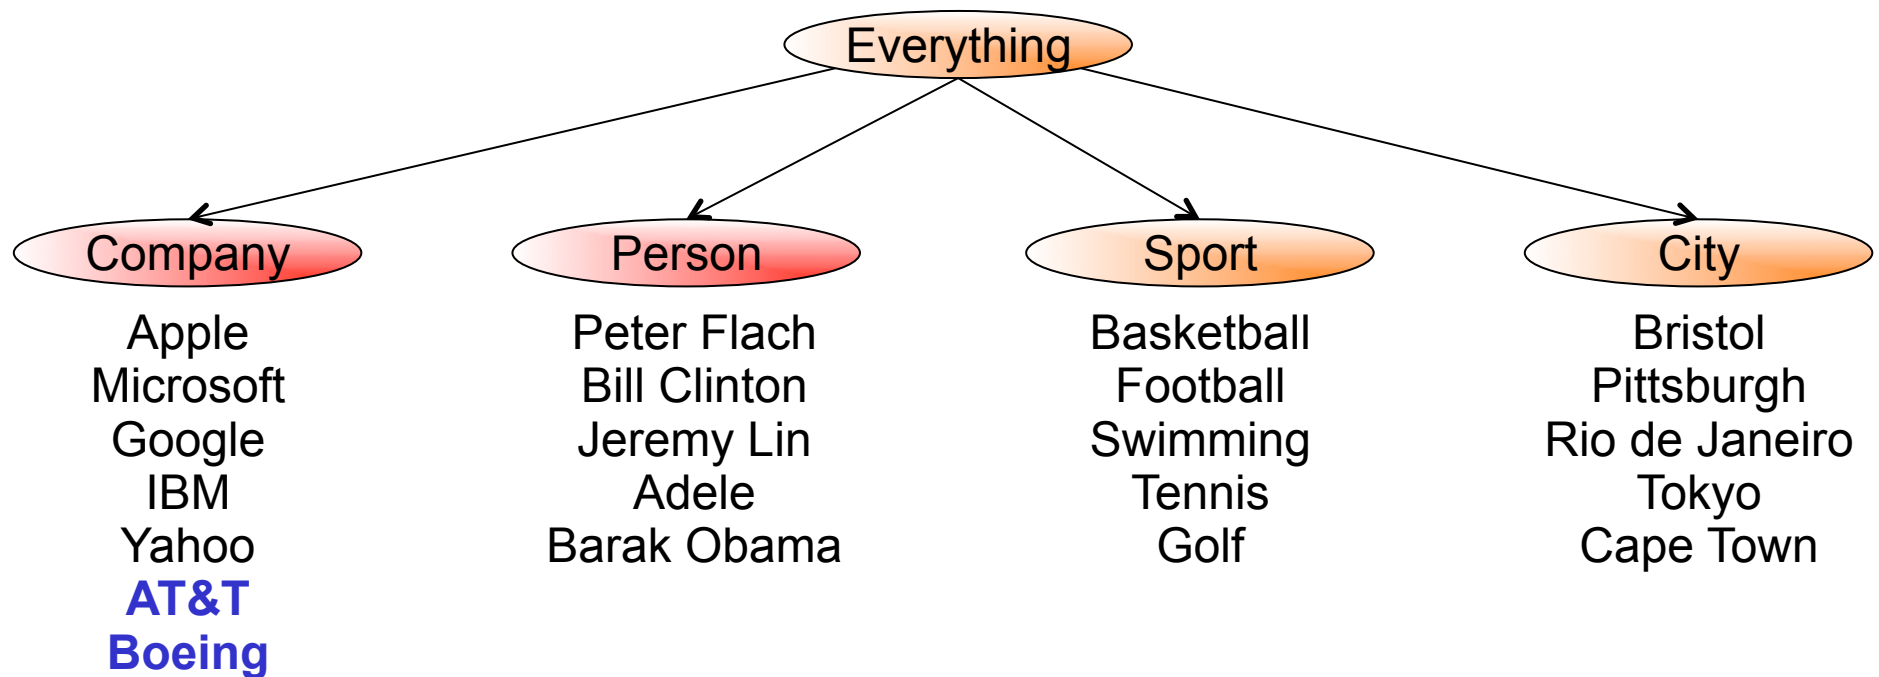 Everything
Company
Person
Sport
City
Apple
Microsoft
Google
IBM
Yahoo
AT&T
Boeing
Peter Flach
Bill Clinton
Jeremy Lin
Adele
Barak Obama
Basketball
Football
Swimming
Tennis
Golf
Bristol
Pittsburgh
Rio de Janeiro
Tokyo
Cape Town